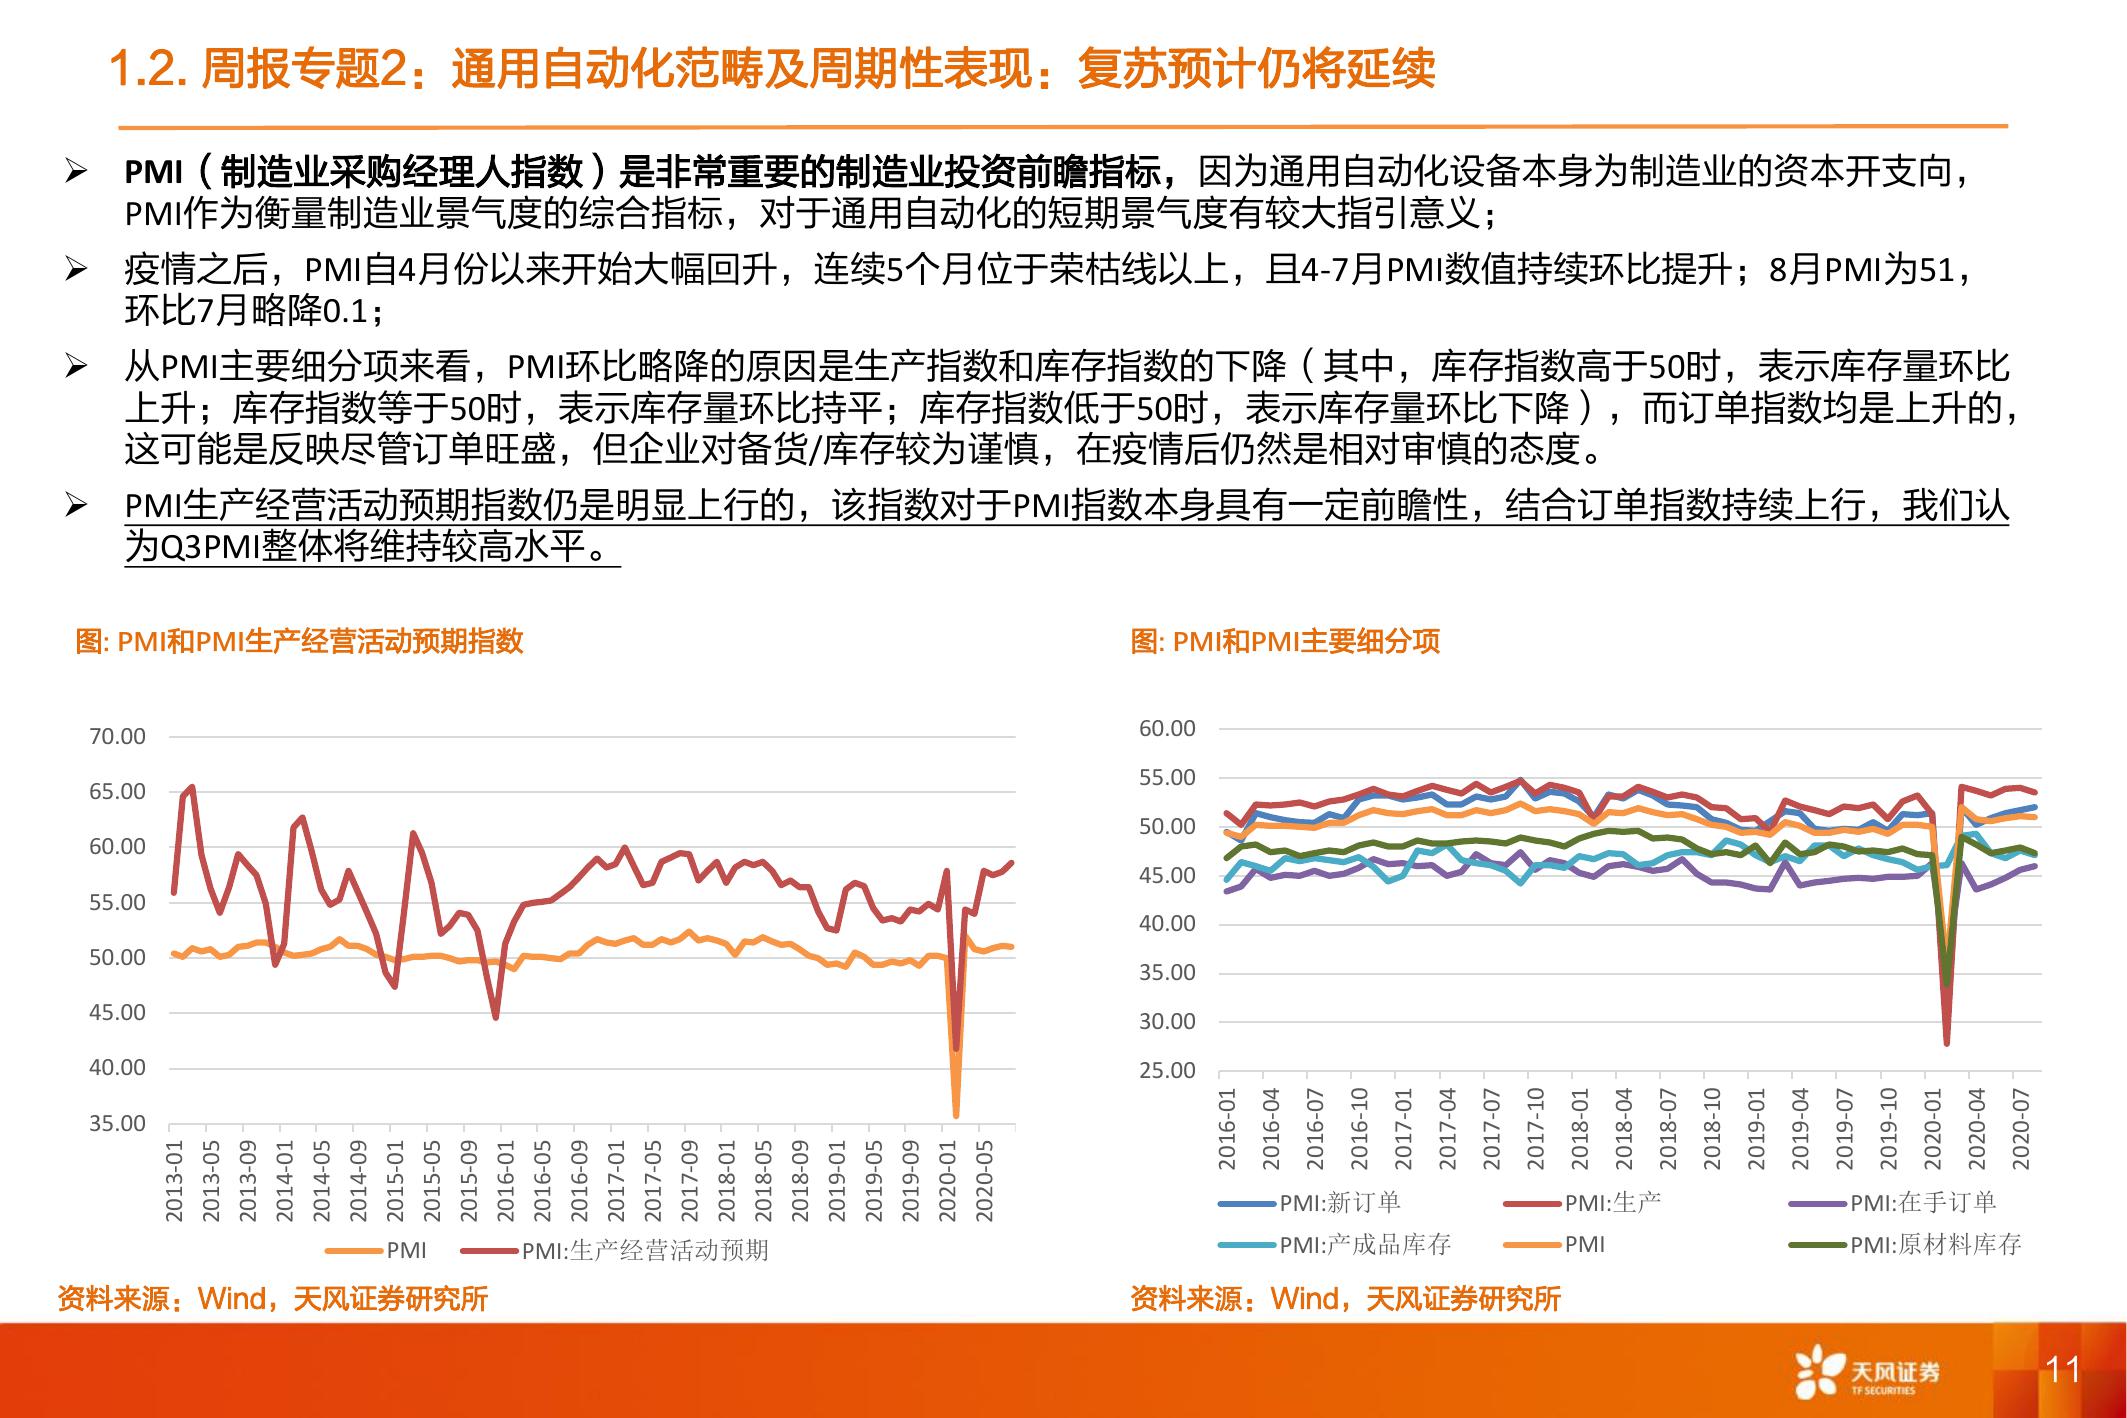 1.2. 周报专题2：通用自动化范畴及周期性表现：复苏预计仍将延续
➢ PMI（制造业采购经理人指数）是非常重要的制造业投资前瞻指标，因为通用自动化设备本身为制造业的资本开支向，
PMI作为衡量制造业景气度的综合指标，对于通用自动化的短期景气度有较大指引意义；
➢ 疫情之后，PMI自4月份以来开始大幅回升，连续5个月位于荣枯线以上，且4-7月PMI数值持续环比提升；8月PMI为51，
环比7月略降0.1；
➢ 从PMI主要细分项来看，PMI环比略降的原因是生产指数和库存指数的下降（其中，库存指数高于50时，表示库存量环比
上升；库存指数等于50时，表示库存量环比持平；库存指数低于50时，表示库存量环比下降），而订单指数均是上升的，
这可能是反映尽管订单旺盛，但企业对备货/库存较为谨慎，在疫情后仍然是相对审慎的态度。
➢ PMI生产经营活动预期指数仍是明显上行的，该指数对于PMI指数本身具有一定前瞻性，结合订单指数持续上行，我们认
为Q3PMI整体将维持较高水平。
图: PMI和PMI生产经营活动预期指数
70.00
65.00
60.00
55.00
50.00
45.00
40.00
35.00
2013-01 2013-05 2013-09 2014-01 2014-05 2014-09 2015-01 2015-05 2015-09 2016-01 2016-05 2016-09 2017-01 2017-05 2017-09 2018-01 2018-05 2018-09 2019-01 2019-05 2019-09 2020-01 2020-05
PMI PMI:生产经营活动预期
资料来源：Wind，天风证券研究所
图: PMI和PMI主要细分项
60.00
55.00
50.00
45.00
40.00
35.00
30.00
25.00
2016-01 2016-04 2016-07 2016-10 2017-01 2017-04 2017-07 2017-10 2018-01 2018-04 2018-07 2018-10 2019-01 2019-04 2019-07 2019-10 2020-01 2020-04 2020-07
PMI:新订单 PMI:生产 PMI:在手订单
PMI:产成品库存 PMI PMI:原材料库存
资料来源：Wind，天风证券研究所
天风证券
TF SECURITIES
11